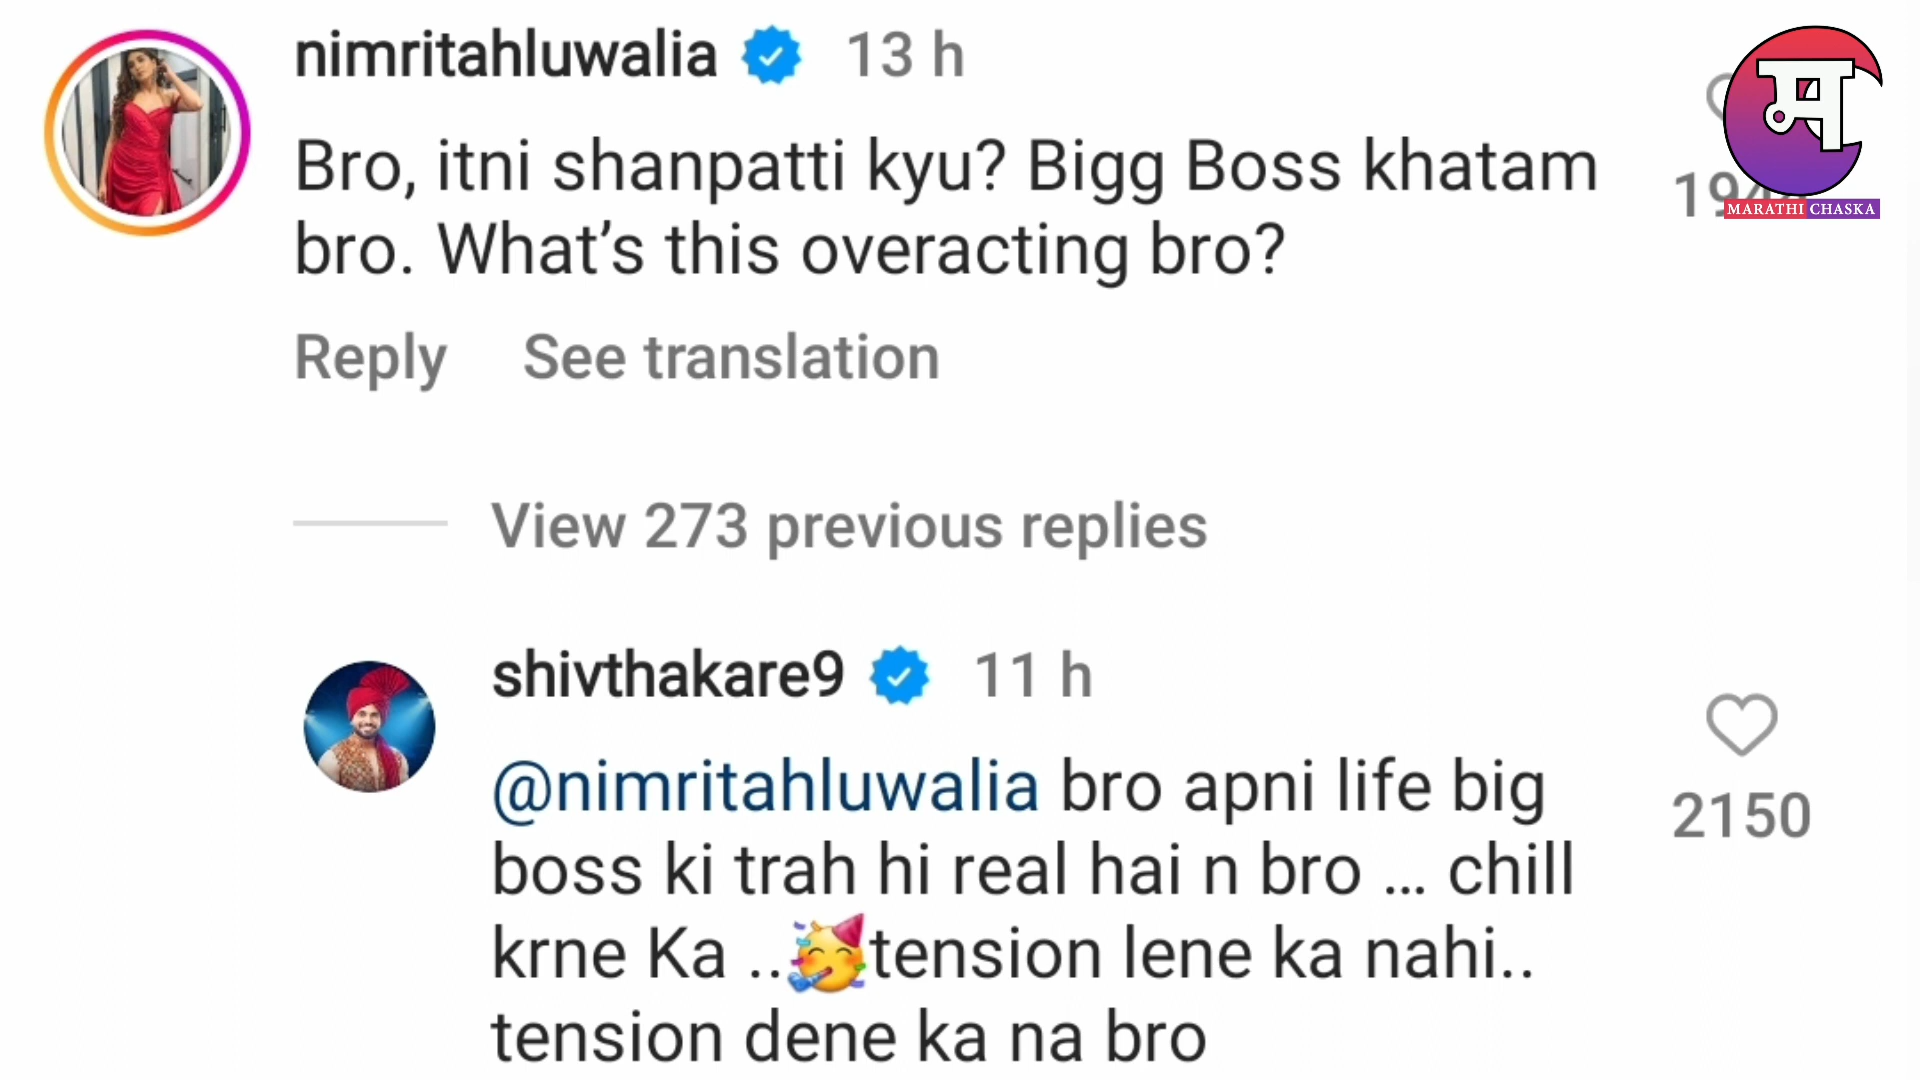 nimritahluwalia 13 h
Bro, itni shanpatti kyu? Bigg Boss khatam
bro. What’s this overacting bro?
Reply See translation
View 273 previous replies
shivthakare9 11 h
@nimritahluwalia bro apni life big
boss ki trah hi real hai n bro ... chill
krne Ka ..🥳tension lene ka nahi..
tension dene ka na bro
2150
म
MARATHI CHASKA